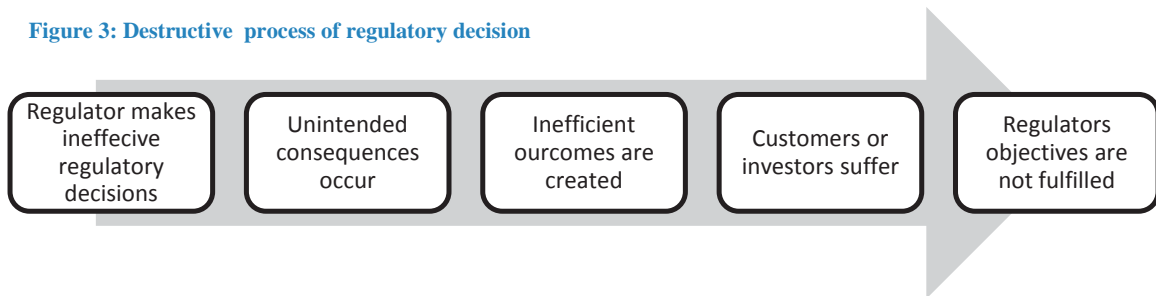 Figure 3: Destructive process of regulatory decision
Regulator makes
ineffecive
regulatory
decisions
Unintended
consequences
occur
Inefficient
ourcomes are
created
Customers or
investors suffer
Regulators
objectives are
not fulfilled